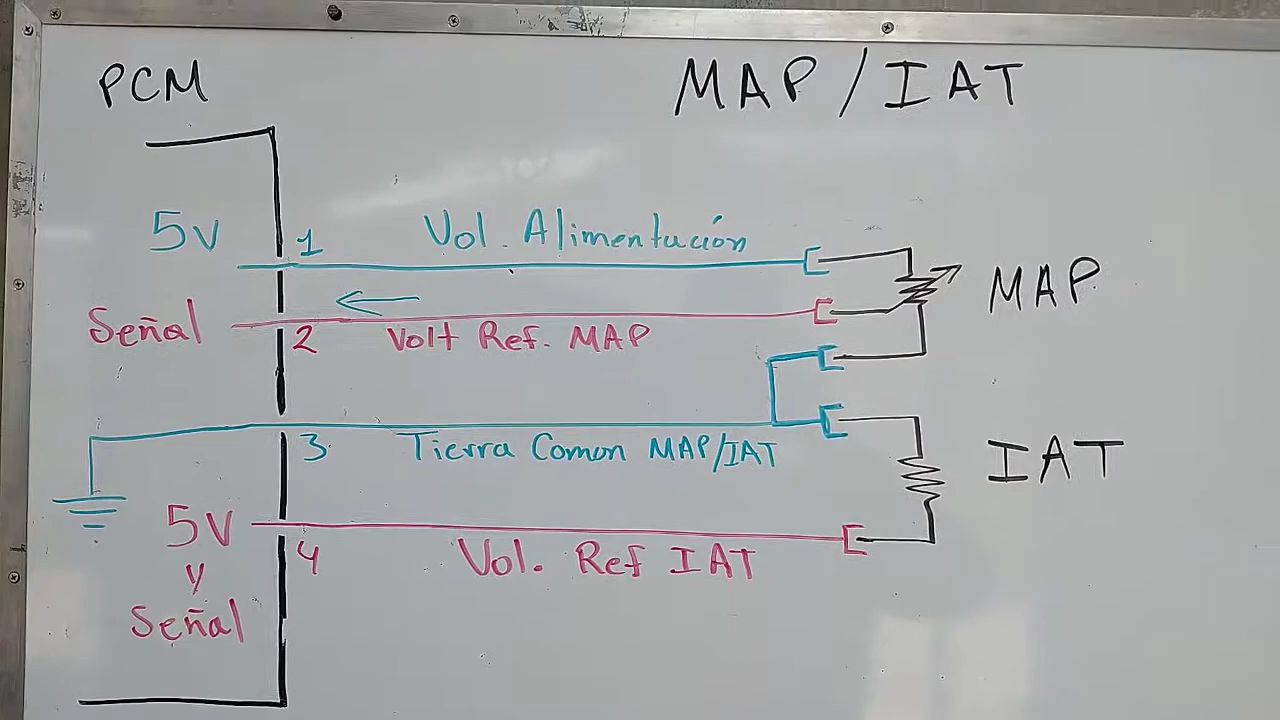 PCM
MAP/IAT
5v
1
Vol. Alimentación
MAP
Señal
2
Volt Ref. MAP
3
Tierra Comon MAP/IAT
IAT
5V
y
Señal
4
Vol. Ref IAT